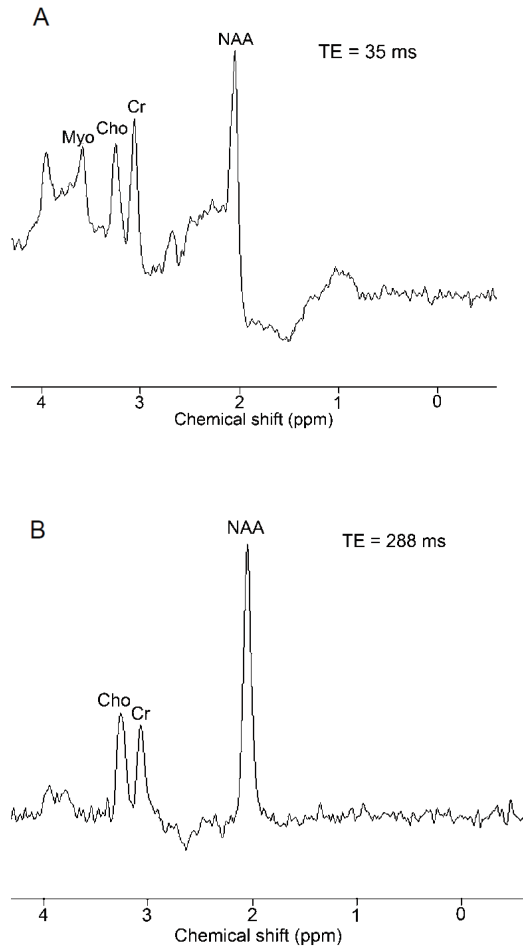 A
NAA
TE = 35 ms
Cr
Cho
Myo
4 3 2 1 0
Chemical shift (ppm)
B
NAA
TE = 288 ms
Cho
Cr
4 3 2 1 0
Chemical shift (ppm)